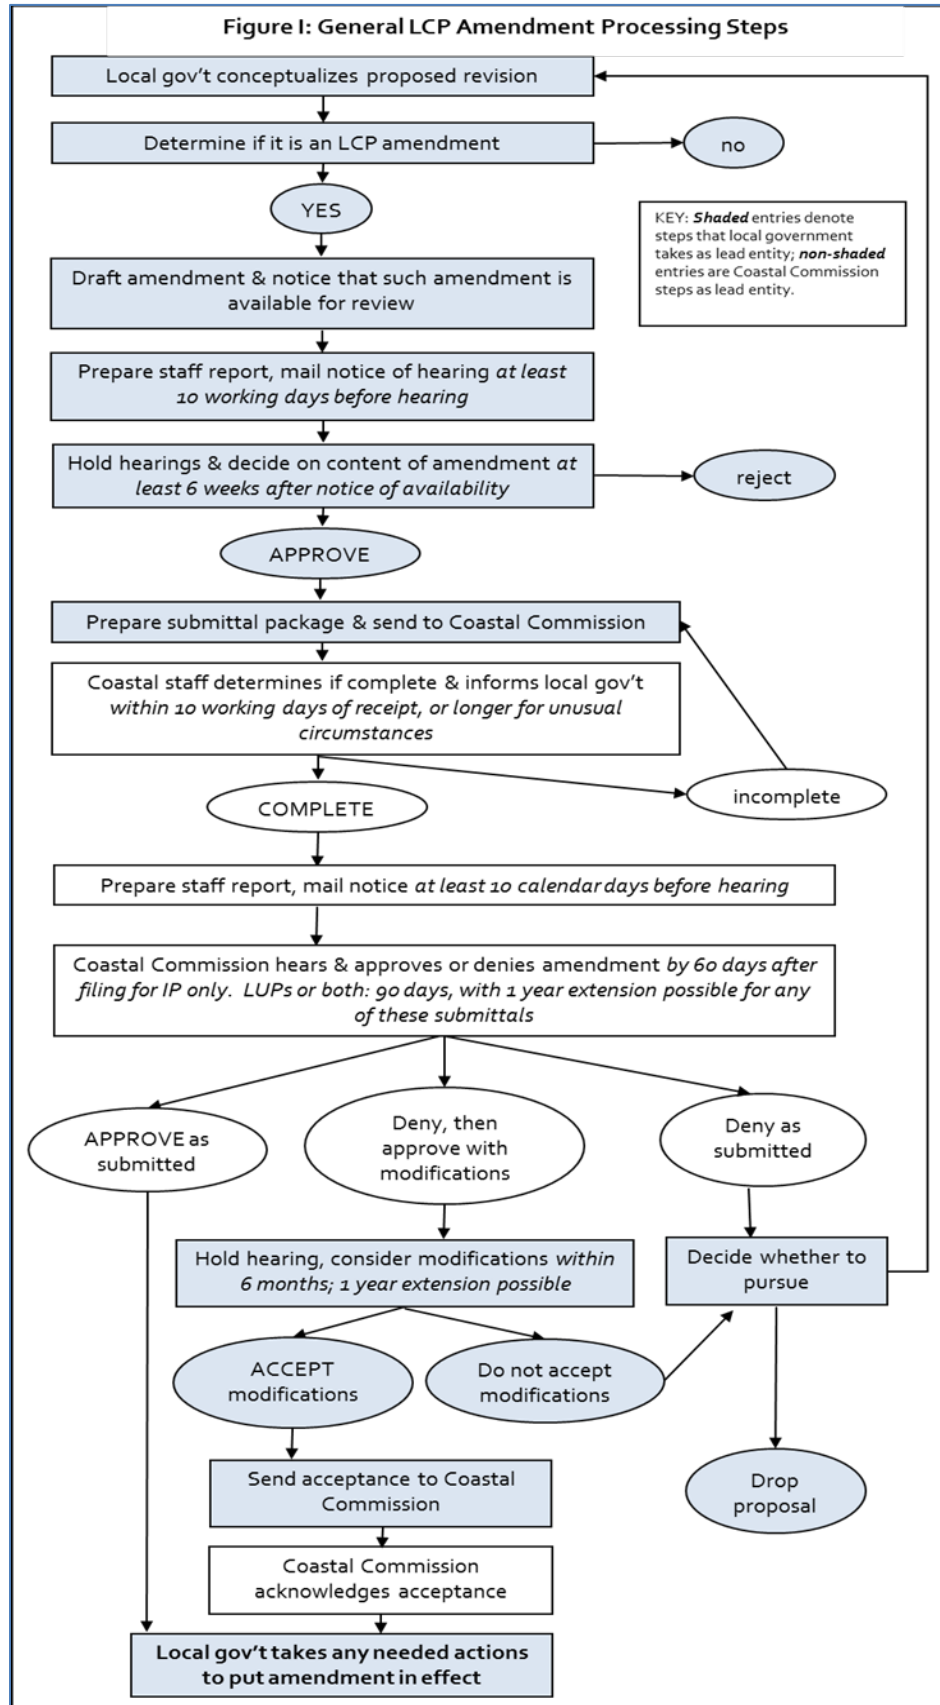 Figure I: General LCP Amendment Processing Steps
Local gov't conceptualizes proposed revision
Determine if it is an LCP amendment
no
YES
KEY: Shaded entries denote
steps that local government
takes as lead entity; non-shaded
entries are Coastal Commission
steps as lead entity.
Draft amendment & notice that such amendment is
available for review
Prepare staff report, mail notice of hearing at least
10 working days before hearing
Hold hearings & decide on content of amendment at
least 6 weeks after notice of availability
reject
APPROVE
Prepare submittal package & send to Coastal Commission
Coastal staff determines if complete & informs local gov't
within 10 working days of receipt, or longer for unusual
circumstances
incomplete
COMPLETE
Prepare staff report, mail notice at least 10 calendar days before hearing
Coastal Commission hears & approves or denies amendment by 60 days after
filing for IP only. LUPs or both: 90 days, with 1 year extension possible for any
of these submittals
APPROVE as
submitted
Deny, then
approve with
modifications
Deny as
submitted
Hold hearing, consider modifications within
6 months; 1 year extension possible
Decide whether to
pursue
ACCEPT
modifications
Do not accept
modifications
Send acceptance to Coastal
Commission
Drop
proposal
Coastal Commission
acknowledges acceptance
Local gov't takes any needed actions
to put amendment in effect